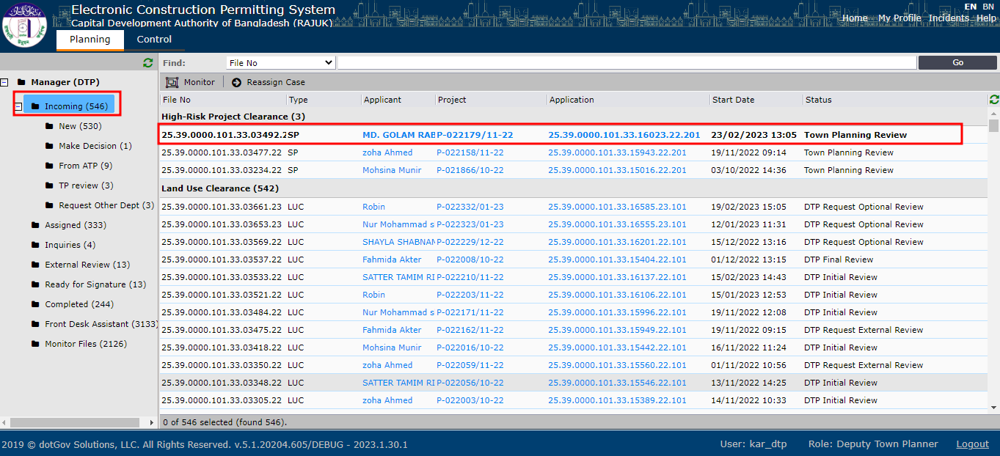 Electronic Construction Permitting System
EN BN
Capital Development Authority of Bangladesh (RAJUK)
Home My Profile Incidents Help
Planning Control
Find: File No Go
Manager (DTP)
Incoming (546)
New (530)
Make Decision (1)
From ATP (9)
TP review (3)
Request Other Dept (3)
Assigned (333)
Inquiries (4)
External Review (13)
Ready for Signature (13)
Completed (244)
Front Desk Assistant (3133)
Monitor Files (2126)
Monitor Reassign Case
File No Type Applicant Project Application Start Date Status
High-Risk Project Clearance (3)
25.39.0000.101.33.03492.2 SP MD. GOLAM RAB P-022179/11-22 25.39.0000.101.33.16023.22.201 23/02/2023 13:05 Town Planning Review
25.39.0000.101.33.03477.22 SP zoha Ahmed P-022158/11-22 25.39.0000.101.33.15943.22.201 19/11/2022 09:14 Town Planning Review
25.39.0000.101.33.03234.22 SP Mohsina Munir P-021866/10-22 25.39.0000.101.33.15016.22.201 03/10/2022 14:36 Town Planning Review
Land Use Clearance (542)
25.39.0000.101.33.03661.23 LUC Robin P-022332/01-23 25.39.0000.101.33.16585.23.101 19/02/2023 15:05 DTP Request Optional Review
25.39.0000.101.33.03653.23 LUC Nur Mohammad s P-022323/01-23 25.39.0000.101.33.16555.23.101 12/01/2023 11:31 DTP Request Optional Review
25.39.0000.101.33.03569.22 LUC SHAYLA SHABNAM P-022229/12-22 25.39.0000.101.33.16201.22.101 15/12/2022 13:16 DTP Request Optional Review
25.39.0000.101.33.03537.22 LUC Fahmida Akter P-022008/10-22 25.39.0000.101.33.15404.22.101 01/12/2022 13:15 DTP Final Review
25.39.0000.101.33.03533.22 LUC SATTER TAMIM RI P-022210/11-22 25.39.0000.101.33.16137.22.101 15/02/2023 14:43 DTP Initial Review
25.39.0000.101.33.03521.22 LUC Robin P-022203/11-22 25.39.0000.101.33.16106.22.101 15/01/2023 12:53 DTP Initial Review
25.39.0000.101.33.03484.22 LUC Nur Mohammad s P-022171/11-22 25.39.0000.101.33.15996.22.101 19/11/2022 12:08 DTP Initial Review
25.39.0000.101.33.03475.22 LUC Fahmida Akter P-022162/11-22 25.39.0000.101.33.15949.22.101 19/11/2022 09:15 DTP Request External Review
25.39.0000.101.33.03418.22 LUC Mohsina Munir P-022016/10-22 25.39.0000.101.33.15442.22.101 16/11/2022 11:24 DTP Initial Review
25.39.0000.101.33.03350.22 LUC zoha Ahmed P-022059/11-22 25.39.0000.101.33.15560.22.101 01/11/2022 10:56 DTP Request External Review
25.39.0000.101.33.03348.22 LUC SATTER TAMIM RI P-022056/10-22 25.39.0000.101.33.15546.22.101 13/11/2022 14:25 DTP Initial Review
25.39.0000.101.33.03305.22 LUC zoha Ahmed P-022003/10-22 25.39.0000.101.33.15389.22.101 14/11/2022 10:33 DTP Initial Review
0 of 546 selected (found 546).
2019 © dotGov Solutions, LLC. All Rights Reserved. v.5.1.20204.605/DEBUG - 2023.1.30.1
User: kar_dtp Role: Deputy Town Planner Logout